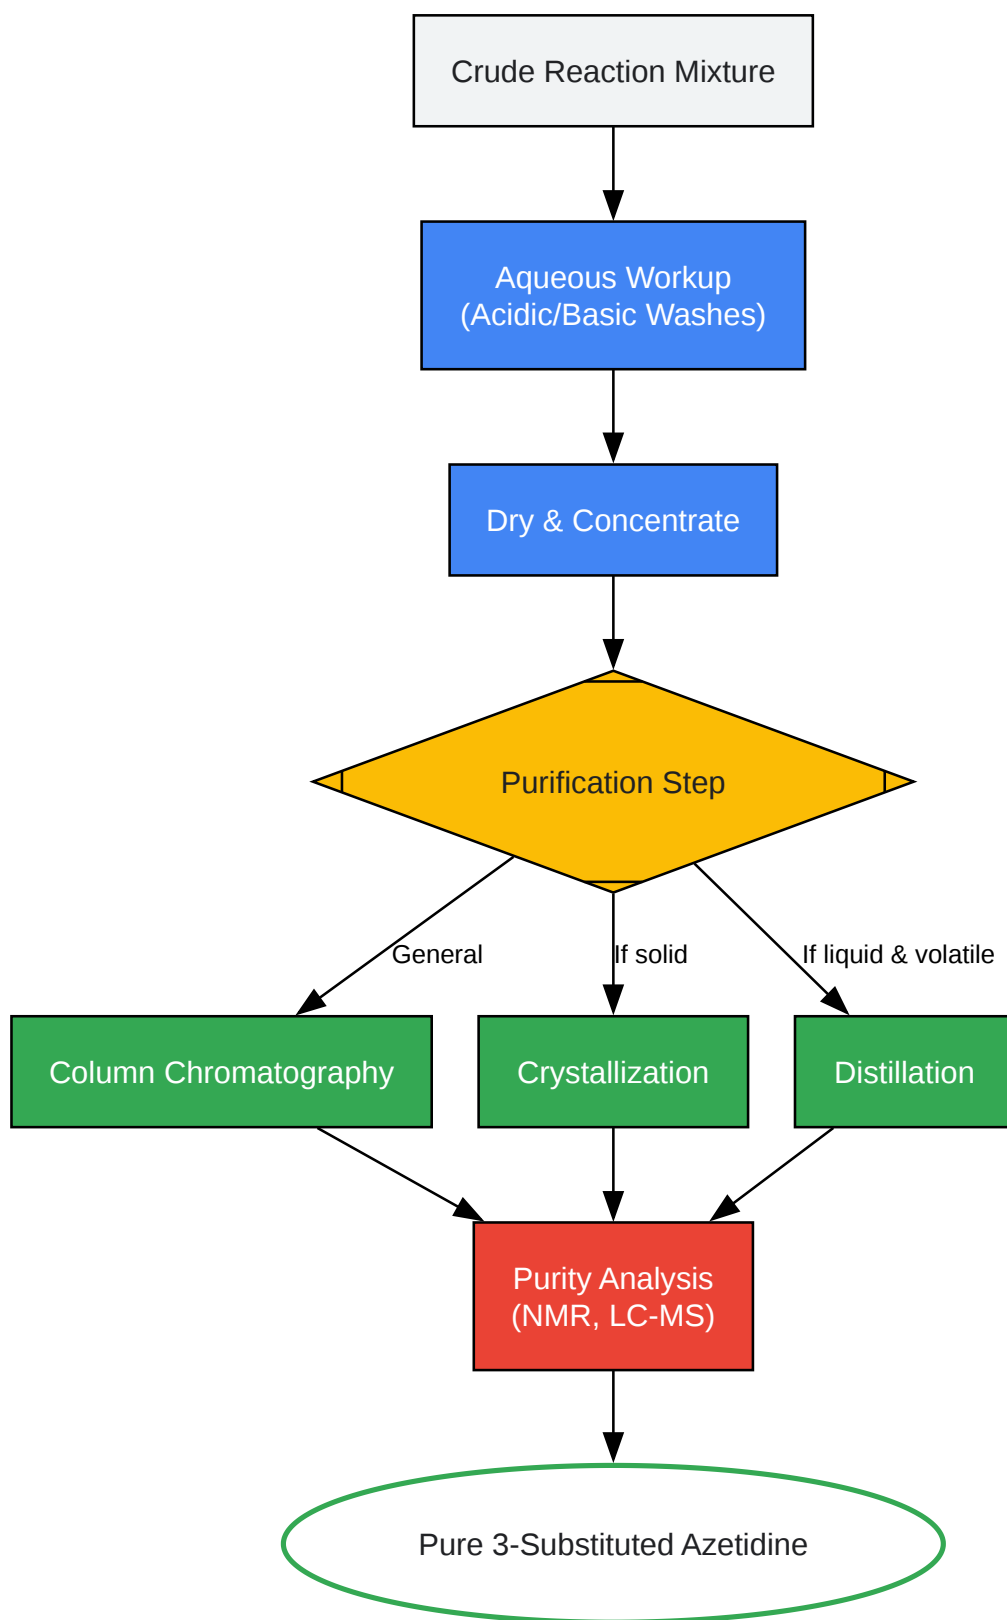 Crude Reaction Mixture
Aqueous Workup
(Acidic/Basic Washes)
Dry & Concentrate
Purification Step
General
If solid
If liquid & volatile
Column Chromatography
Crystallization
Distillation
Purity Analysis
(NMR, LC-MS)
Pure 3-Substituted Azetidine